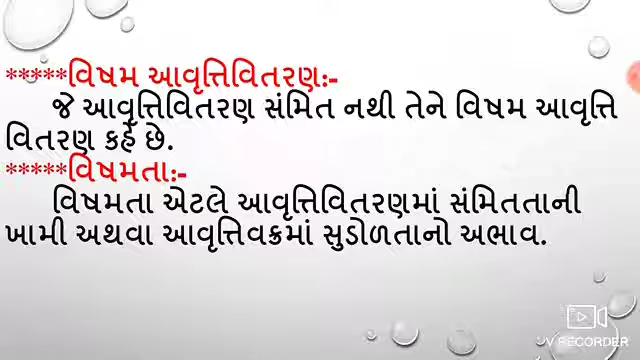 *****વિષમ આવૃત્તિવિતરણ:-
જે આવૃત્તિવિતરણ સંમિત નથી તેને વિષમ આવૃત્તિ
વિતરણ કહે છે.
*****વિષમતા:-
વિષમતા એટલે આવૃત્તિવિતરણમાં સંમિતતાની
ખામી અથવા આવૃત્તિવક્રમાં સુડોળતાનો અભાવ.
V RECORDER